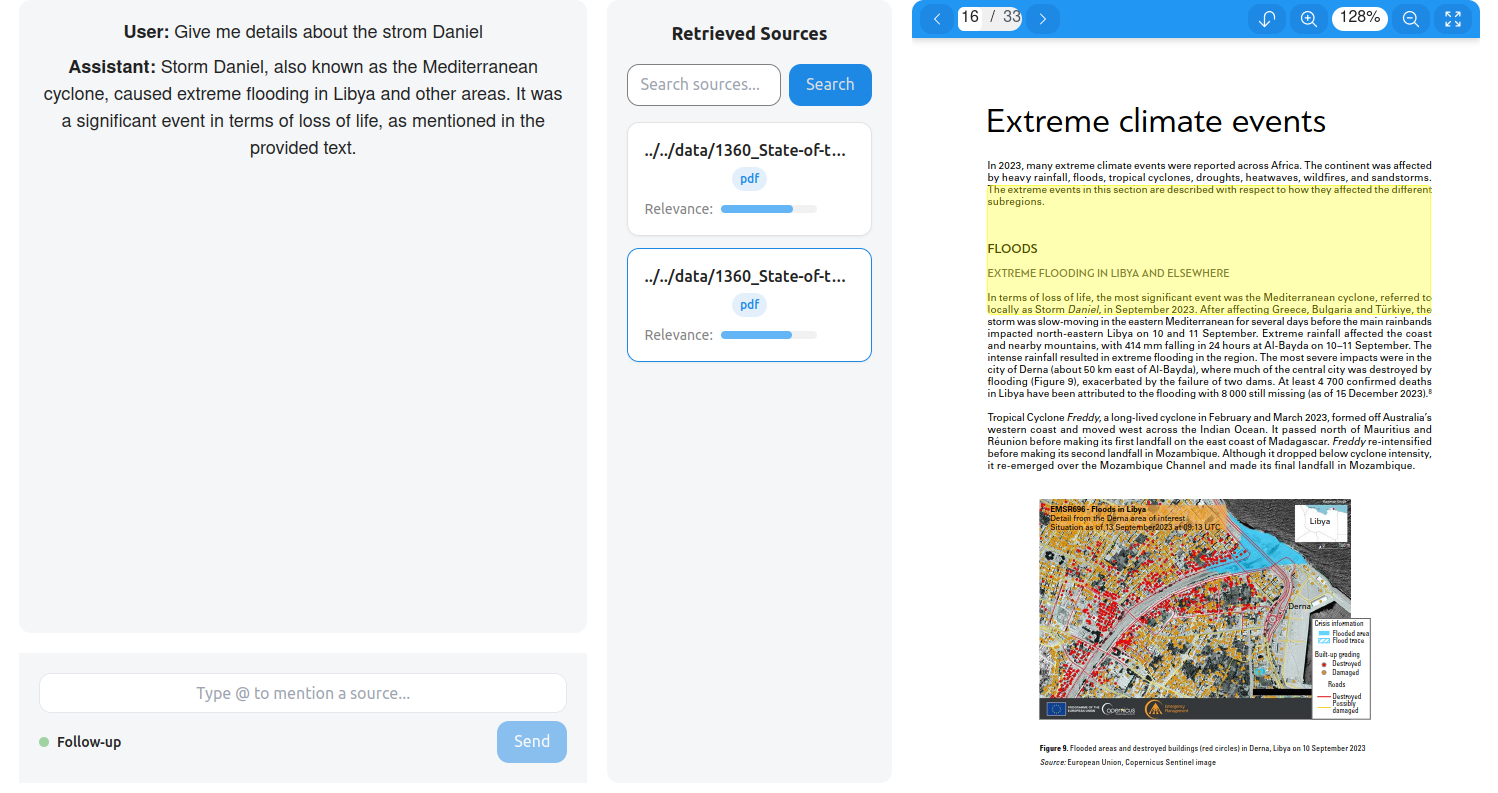 User: Give me details about the strom Daniel
Assistant: Storm Daniel, also known as the Mediterranean
cyclone, caused extreme flooding in Libya and other areas. It was
a significant event in terms of loss of life, as mentioned in the
provided text.
Type @ to mention a source...
Follow-up
Send
Retrieved Sources
Search sources...
Search
../../data/1360_State-of-t...
pdf
Relevance:
../../data/1360_State-of-t...
pdf
Relevance:
16 / 33
128%
Extreme climate events
In 2023, many extreme climate events were reported across Africa. The continent was affected
by heavy rainfall, floods, tropical cyclones, droughts, heatwaves, wildfires, and sandstorms.
The extreme events in this section are described with respect to how they affected the different
subregions.
FLOODS
EXTREME FLOODING IN LIBYA AND ELSEWHERE
In terms of loss of life, the most significant event was the Mediterranean cyclone, referred to
locally as Storm Daniel, in September 2023. After affecting Greece, Bulgaria and Türkiye, the
storm was slow-moving in the eastern Mediterranean for several days before the main rainbands
impacted north-eastern Libya on 10 and 11 September. Extreme rainfall affected the coast
and nearby mountains, with 414 mm falling in 24 hours at Al-Bayda on 10–11 September. The
intense rainfall resulted in extreme flooding in the region. The most severe impacts were in the
city of Derna (about 50 km east of Al-Bayda), where much of the central city was destroyed by
flooding (Figure 9), exacerbated by the failure of two dams. At least 4 700 confirmed deaths
in Libya have been attributed to the flooding with 8 000 still missing (as of 15 December 2023).⁸
Tropical Cyclone Freddy, a long-lived cyclone in February and March 2023, formed off Australia's
western coast and moved west across the Indian Ocean. It passed north of Mauritius and
Réunion before making its first landfall on the east coast of Madagascar. Freddy re-intensified
before making its second landfall in Mozambique. Although it dropped below cyclone intensity,
it re-emerged over the Mozambique Channel and made its final landfall in Mozambique.
EMSR696 - Floods in Libya
Detail from the Derna area of interest
Situation as of 13 September2023 at 09:13 UTC
Libya
Derna
Crisis information
Flooded area
Flood trace
Built-up grading
Destroyed
Damaged
Roads
Destroyed
Possibly
damaged
PROGRAMME OF THE
EUROPEAN UNION
opernicus
Emergency
Management
Figure 9. Flooded areas and destroyed buildings (red circles) in Derna, Libya on 10 September 2023
Source: European Union, Copernicus Sentinel image